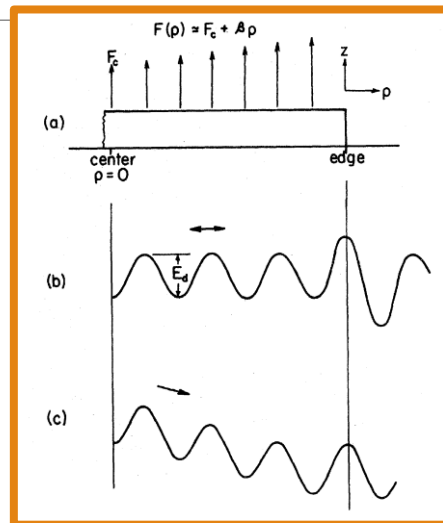 F(ρ) ≃ F_c + βρ
F_c
z
ρ
(a)
center
ρ=0
edge
(b)
E_d
(c)